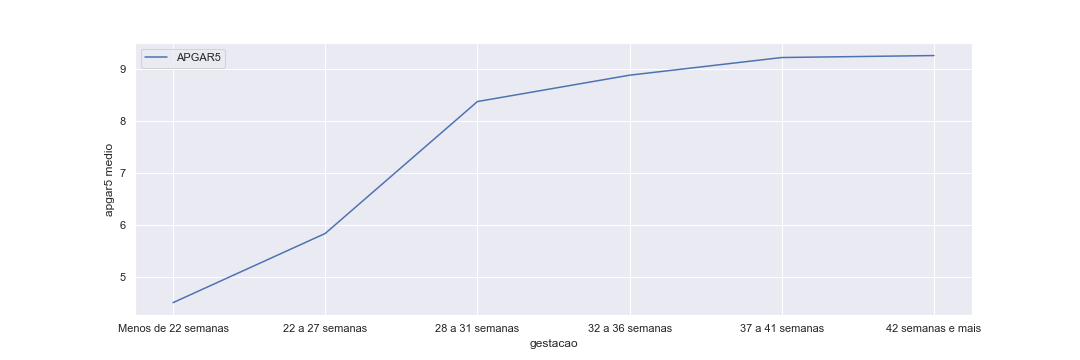 APGAR5
9
8
7
6
5
apgar5 medio
Menos de 22 semanas
22 a 27 semanas
28 a 31 semanas
32 a 36 semanas
37 a 41 semanas
42 semanas e mais
gestacao